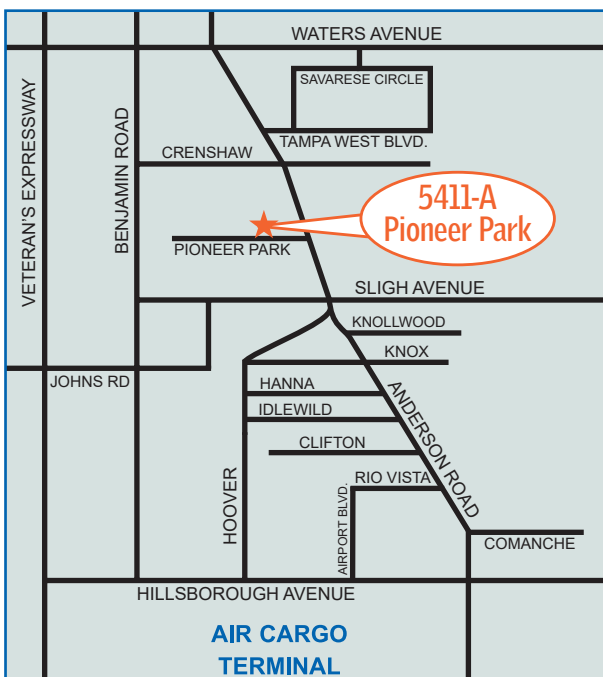 WATERS AVENUE
SAVARESE CIRCLE
VETERAN'S EXPRESSWAY
BENJAMIN ROAD
TAMPA WEST BLVD.
CRENSHAW
5411-A
Pioneer Park
PIONEER PARK
SLIGH AVENUE
KNOLLWOOD
KNOX
JOHNS RD
HANNA
ANDERSON ROAD
IDLEWILD
CLIFTON
HOOVER
RIO VISTA
AIRPORT BLVD.
COMANCHE
HILLSBOROUGH AVENUE
AIR CARGO
TERMINAL